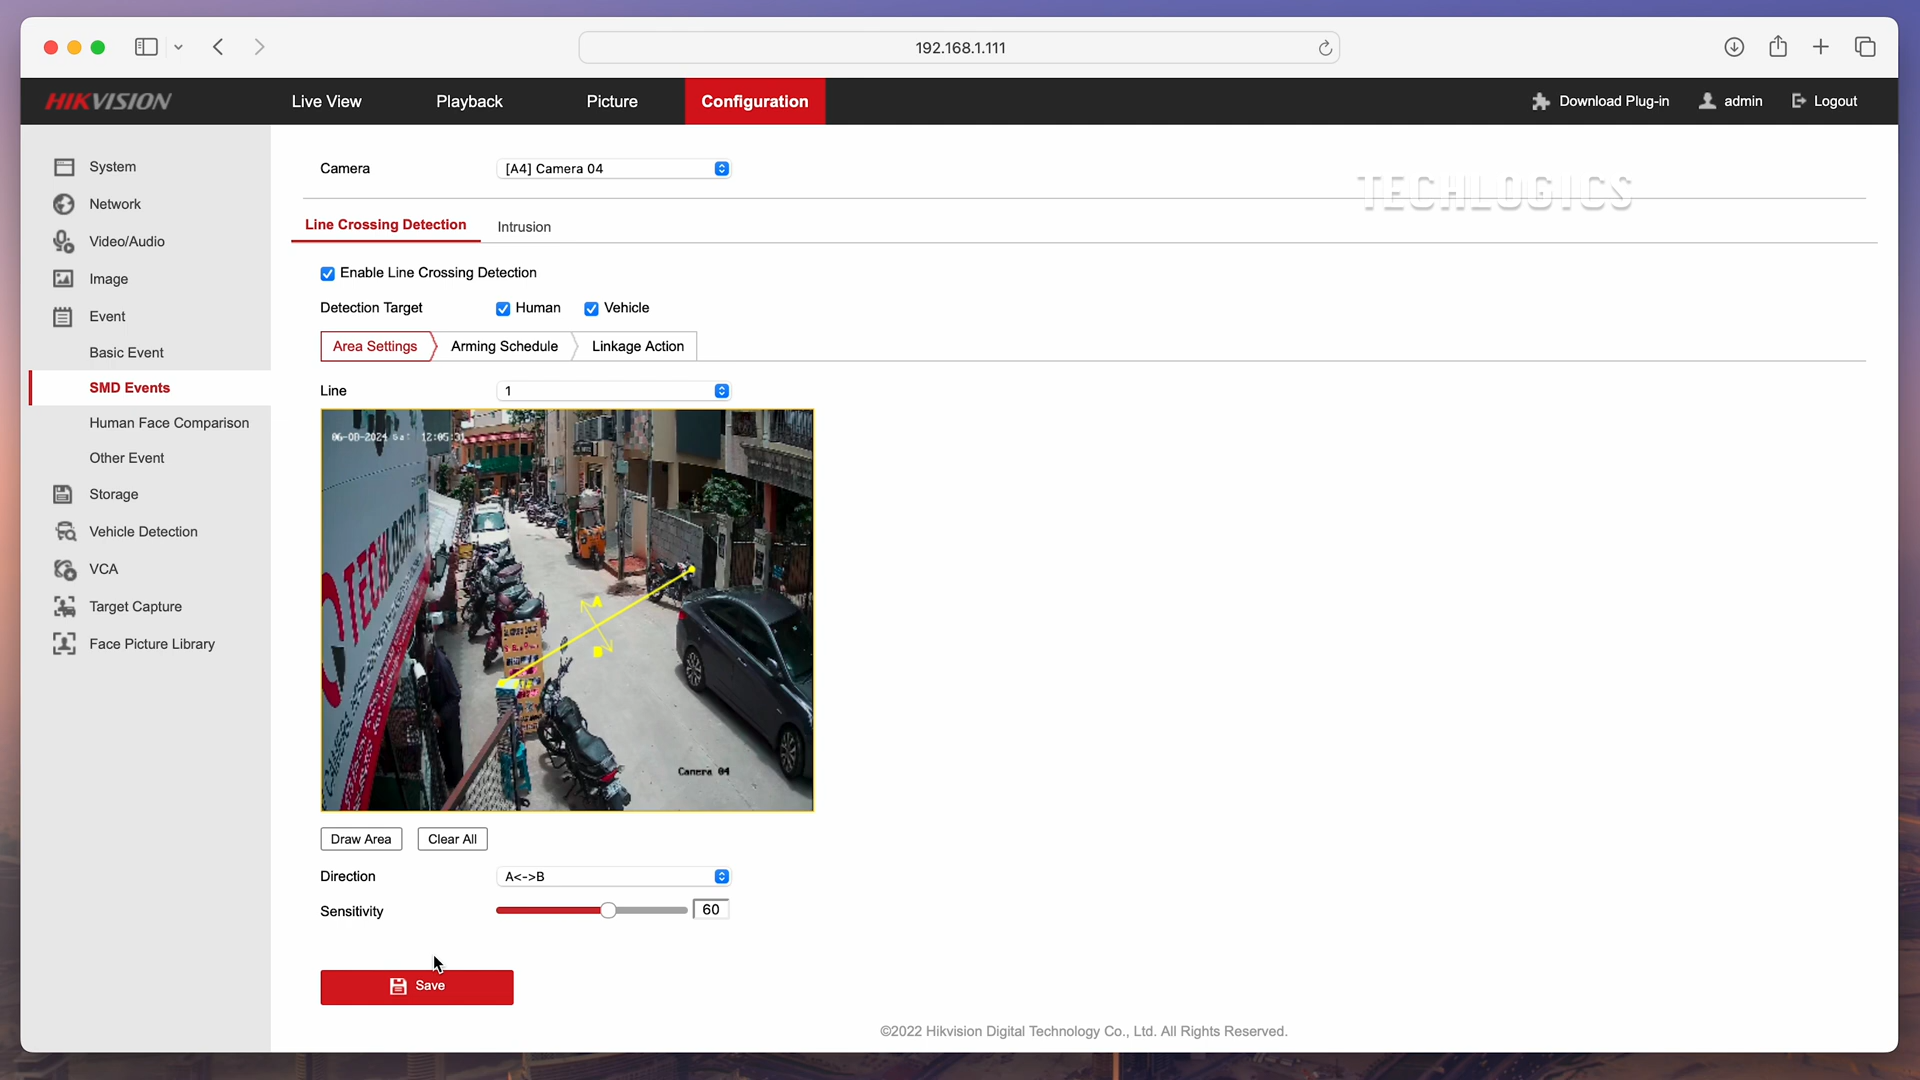 192.168.1.111
HIKVISION
Live View
Playback
Picture
Configuration
Download Plug-in
admin
Logout
System
Network
Video/Audio
Image
Event
Basic Event
SMD Events
Human Face Comparison
Other Event
Storage
Vehicle Detection
VCA
Target Capture
Face Picture Library
Camera
[A4] Camera 04
TECHLOGICS
Line Crossing Detection
Intrusion
Enable Line Crossing Detection
Detection Target
Human
Vehicle
Area Settings
Arming Schedule
Linkage Action
Line
1
12:05:31
TECHLOGICS
A
B
Camera 04
Draw Area
Clear All
Direction
A<->B
Sensitivity
60
Save
©2022 Hikvision Digital Technology Co., Ltd. All Rights Reserved.